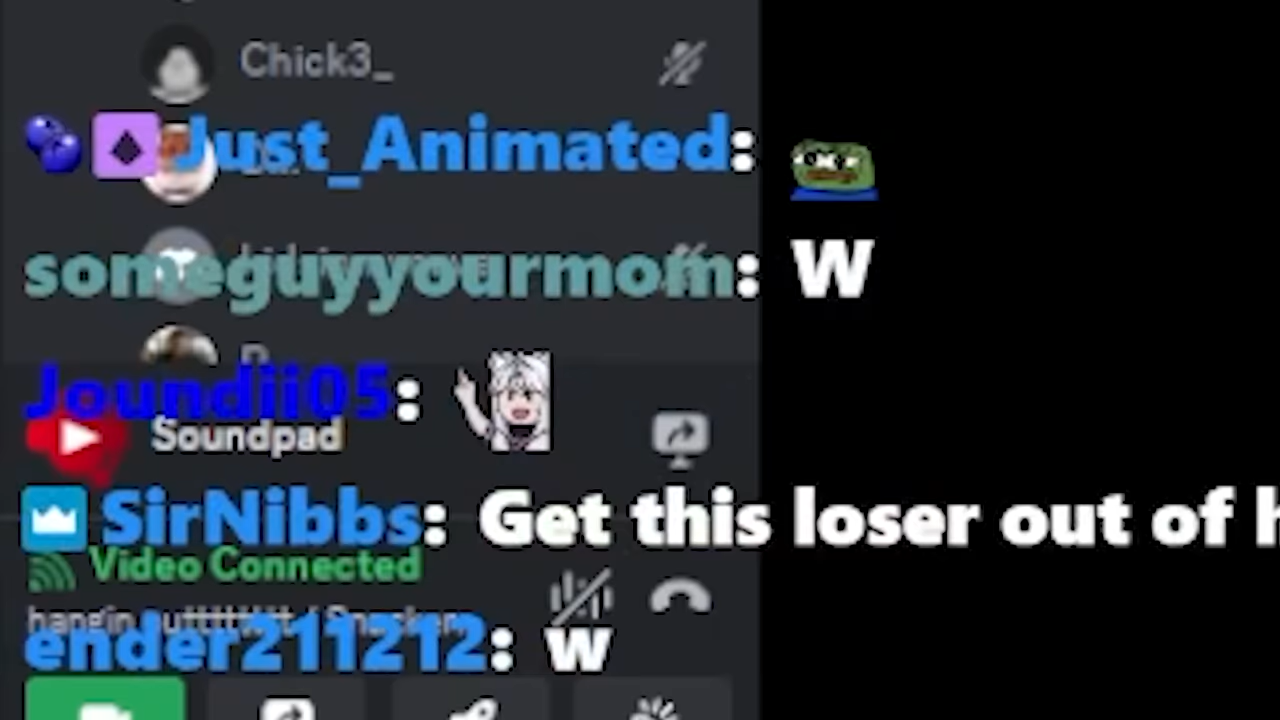 Chick3_
Just_Animated:
someguyyourmom: W
Joundii05:
Soundpad
SirNibbs: Get this loser out of h
Video Connected
ender211212: w